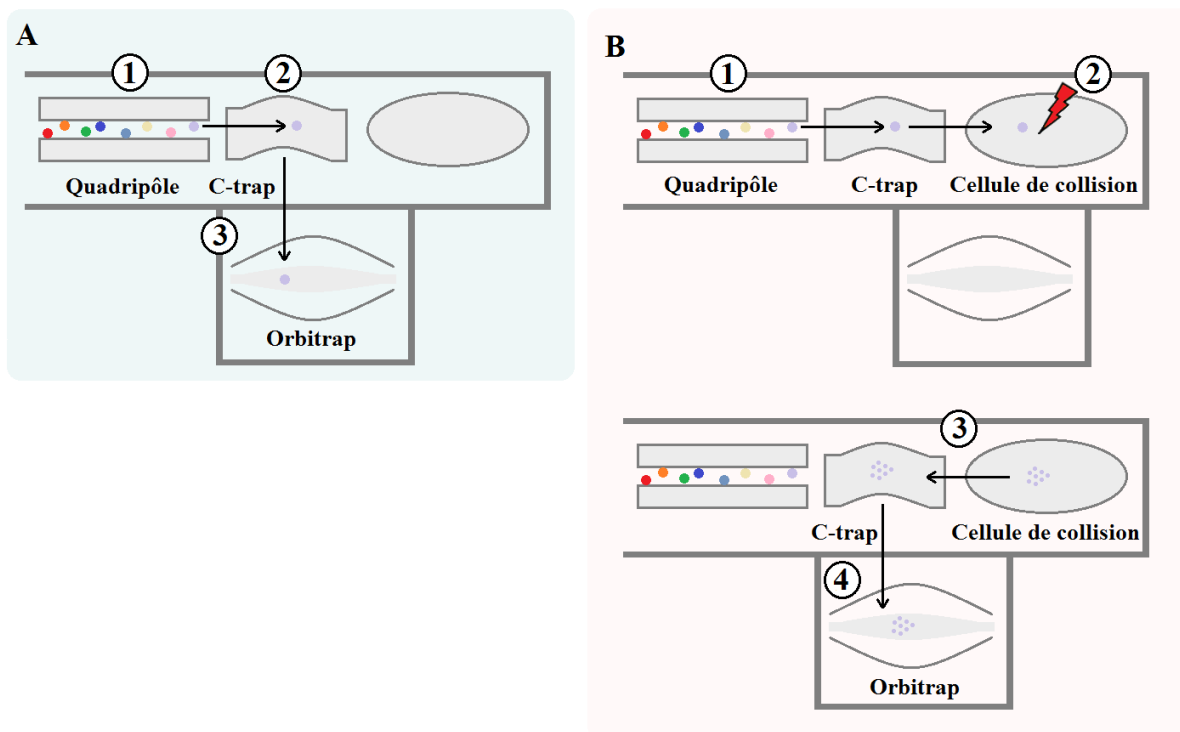 A
1
2
Quadripôle
C-trap
3
Orbitrap
B
1
2
Quadripôle
C-trap
Cellule de collision
3
C-trap
Cellule de collision
4
Orbitrap